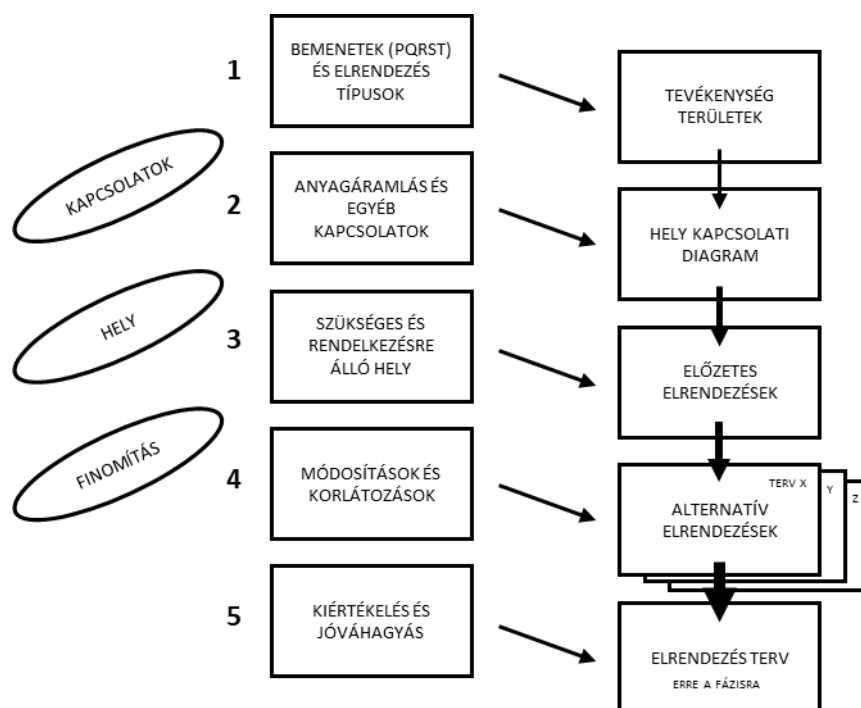 1
BEMENETEK (PQRST)
ÉS ELRENDEZÉS
TÍPUSOK
TEVÉKENYSÉG
TERÜLETEK
KAPCSOLATOK
2
ANYAGÁRAMLÁS ÉS
EGYÉB
KAPCSOLATOK
HELY KAPCSOLATI
DIAGRAM
HELY
3
SZÜKSÉGES ÉS
RENDELKEZÉSRE
ÁLLÓ HELY
ELŐZETES
ELRENDEZÉSEK
FINOMÍTÁS
4
MÓDOSÍTÁSOK ÉS
KORLÁTOZÁSOK
TERV X
Y
Z
ALTERNATÍV
ELRENDEZÉSEK
5
KIÉRTÉKELÉS ÉS
JÓVÁHAGYÁS
ELRENDEZÉS TERV
ERRE A FÁZISRA